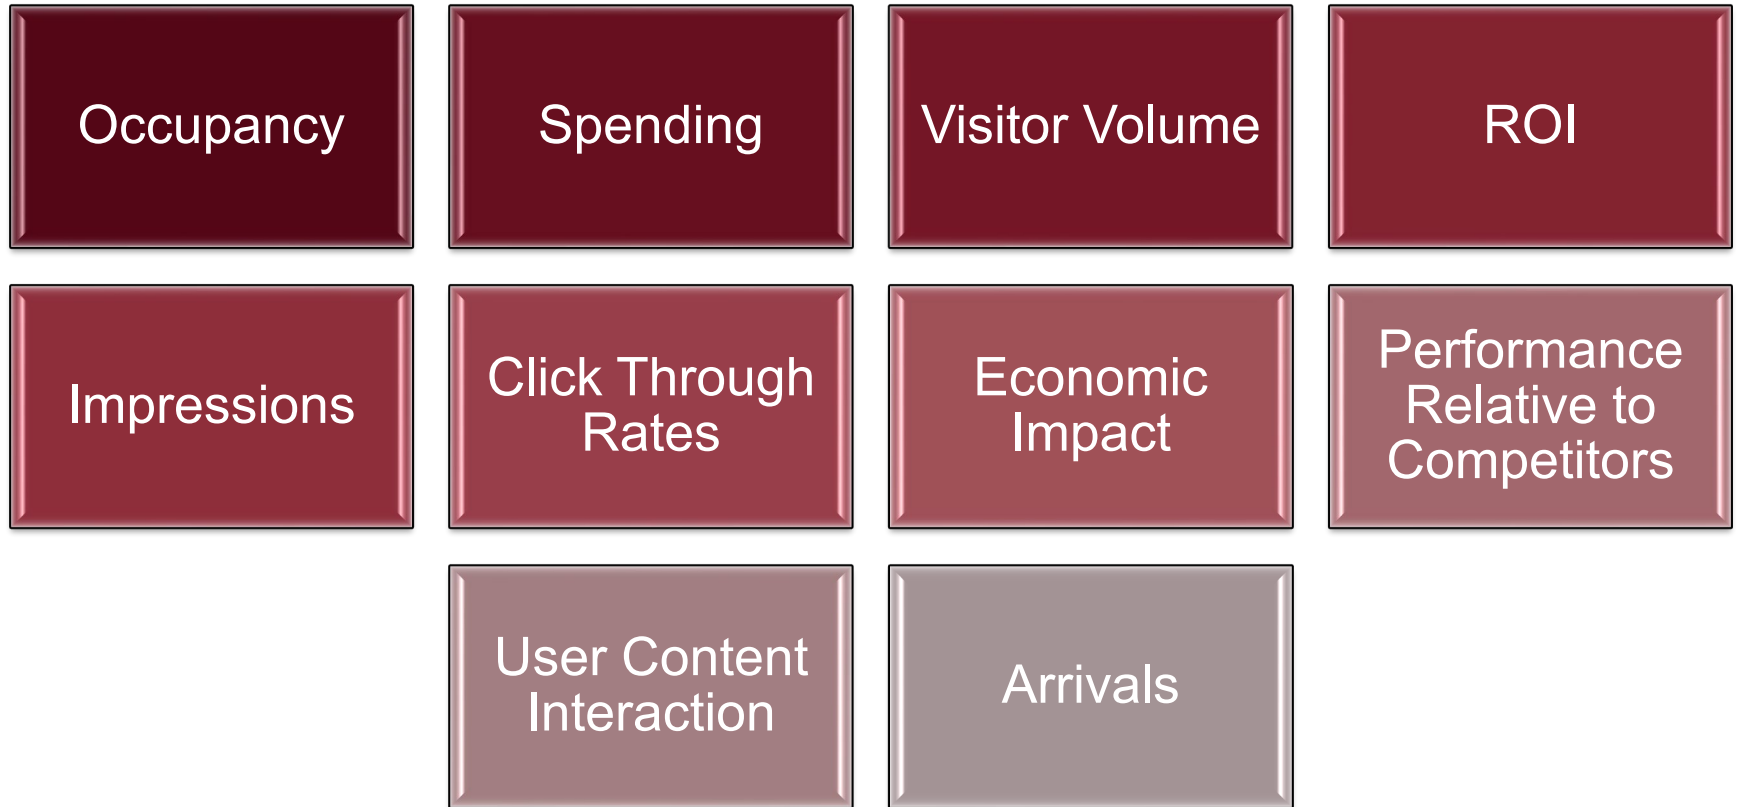 Occupancy
Spending
Visitor Volume
ROI
Impressions
Click Through
Rates
Economic
Impact
Performance
Relative to
Competitors
User Content
Interaction
Arrivals